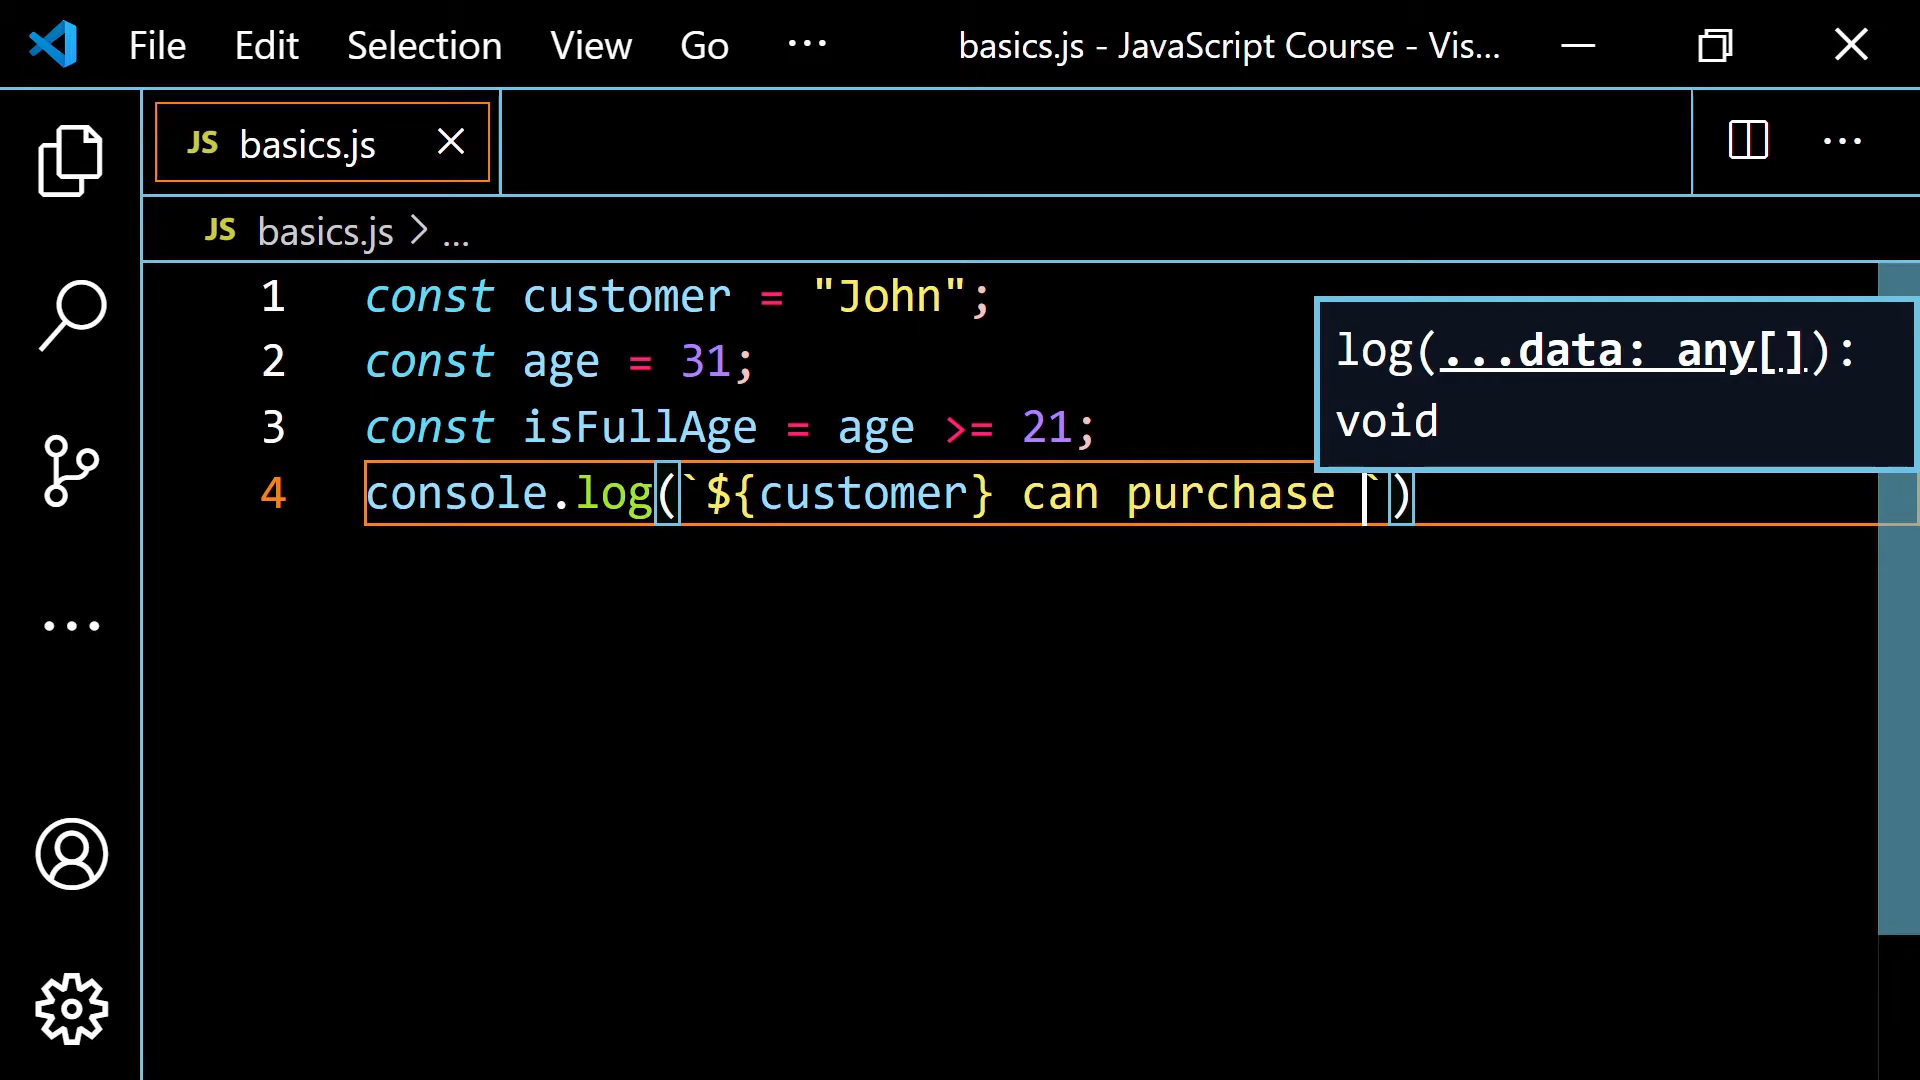 File Edit Selection View Go ... basics.js - JavaScript Course - Vis...
JS basics.js
JS basics.js > ...
1 const customer = "John";
2 const age = 31;
3 const isFullAge = age >= 21;
4 console.log(`${customer} can purchase `)
log(...data: any[]):
void